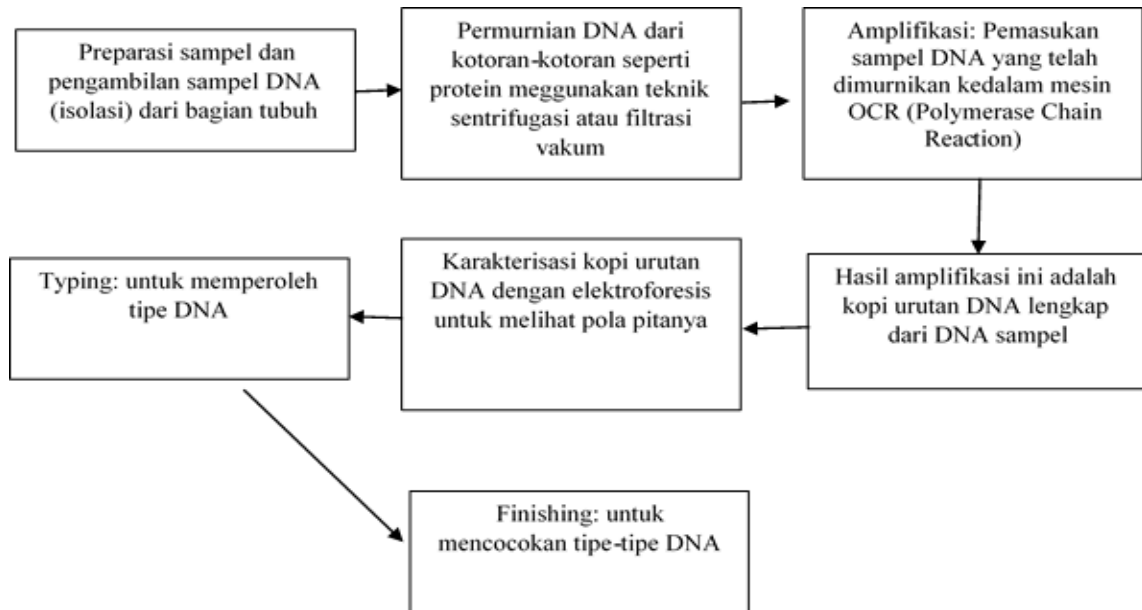 Preparasi sampel dan
pengambilan sampel DNA
(isolasi) dari bagian tubuh
Permurnian DNA dari
kotoran-kotoran seperti
protein meggunakan teknik
sentrifugasi atau filtrasi
vakum
Amplifikasi: Pemasukan
sampel DNA yang telah
dimurnikan kedalam mesin
OCR (Polymerase Chain
Reaction)
Hasil amplifikasi ini adalah
kopi urutan DNA lengkap
dari DNA sampel
Karakterisasi kopi urutan
DNA dengan elektroforesis
untuk melihat pola pitanya
Typing: untuk memperoleh
tipe DNA
Finishing: untuk
mencocokan tipe-tipe DNA